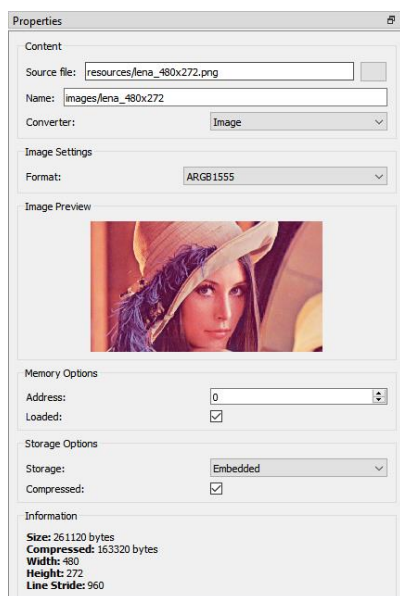 Properties
Content
Source file: resources/lena_480x272.png
Name: images/lena_480x272
Converter: Image
Image Settings
Format: ARGB1555
Image Preview
Memory Options
Address: 0
Loaded:
Storage Options
Storage: Embedded
Compressed:
Information
Size: 261120 bytes
Compressed: 163320 bytes
Width: 480
Height: 272
Line Stride: 960